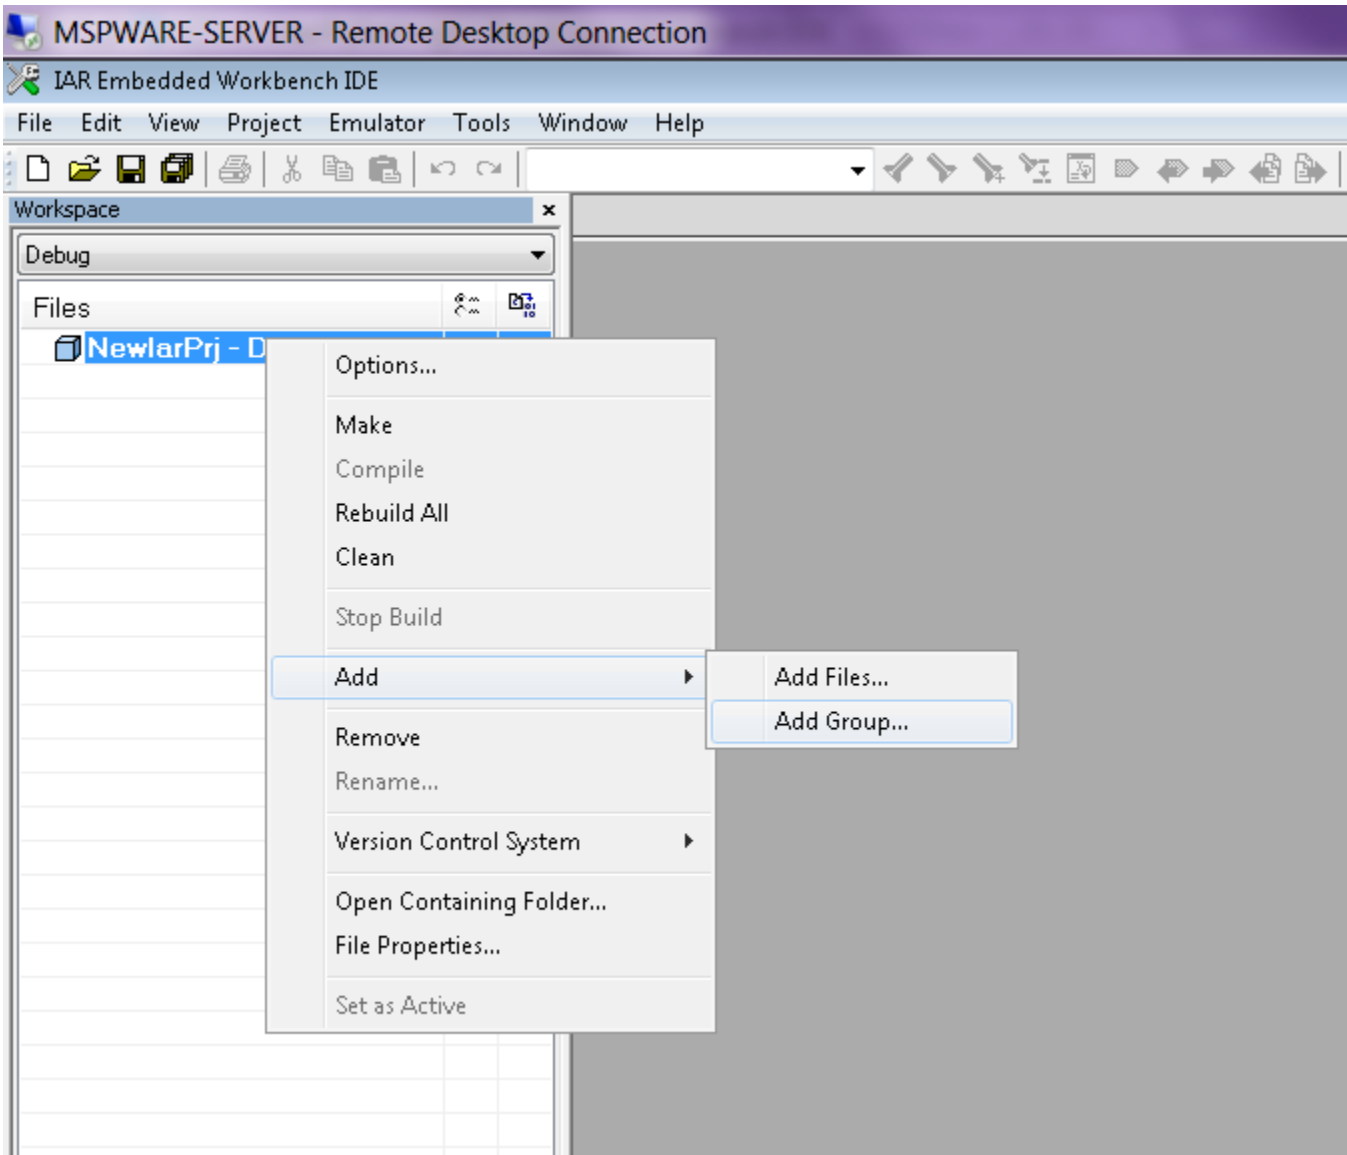 MSPWARE-SERVER - Remote Desktop Connection
IAR Embedded Workbench IDE
File Edit View Project Emulator Tools Window Help
Workspace
Debug
Files
NewIarPrj - D
Options...
Make
Compile
Rebuild All
Clean
Stop Build
Add
Add Files...
Add Group...
Remove
Rename...
Version Control System
Open Containing Folder...
File Properties...
Set as Active